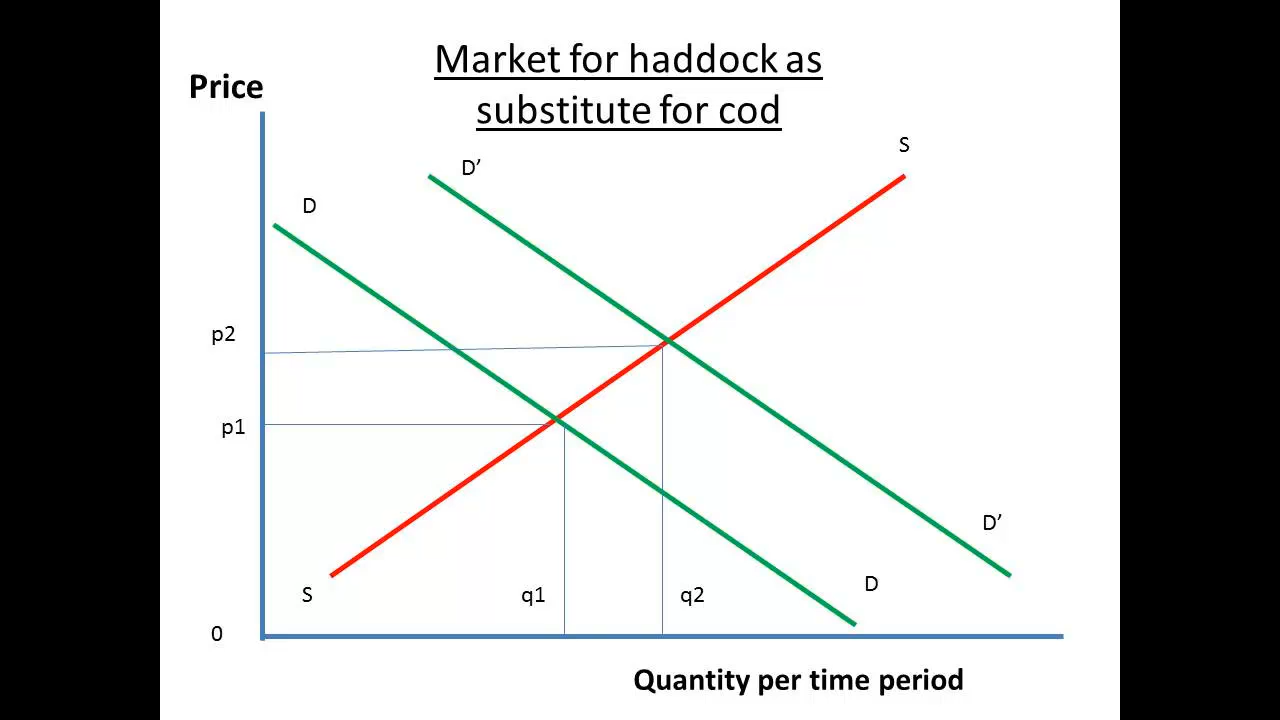 Market for haddock as
substitute for cod
Price
S
D’
D
p2
p1
D’
D
S
q1
q2
0
Quantity per time period